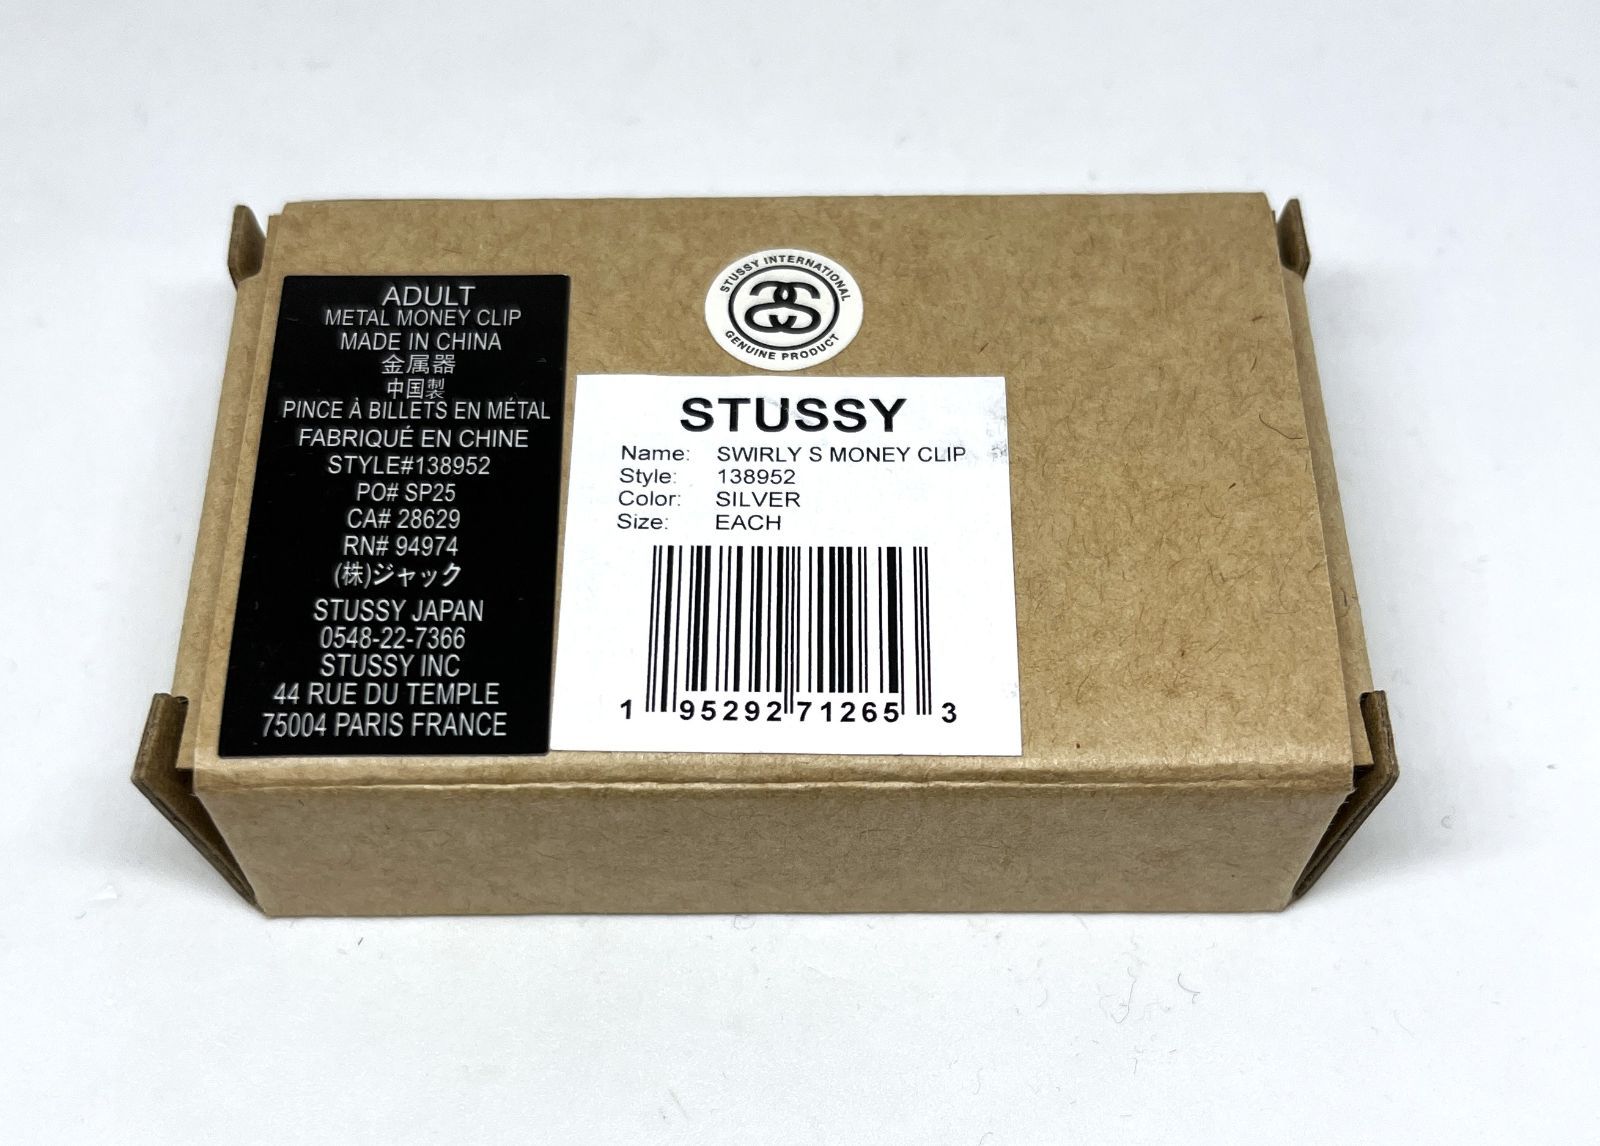 ADULT
METAL MONEY CLIP
MADE IN CHINA
金属器
中国製
PINCE À BILLETS EN MÉTAL
FABRIQUÉ EN CHINE
STYLE#138952
PO# SP25
CA# 28629
RN# 94974
(株)ジャック
STUSSY JAPAN
0548-22-7366
STUSSY INC
44 RUE DU TEMPLE
75004 PARIS FRANCE
STUSSY INTERNATIONAL
GENUINE PRODUCT
STUSSY
Name: SWIRLY S MONEY CLIP
Style: 138952
Color: SILVER
Size: EACH
1 95292 71265 3